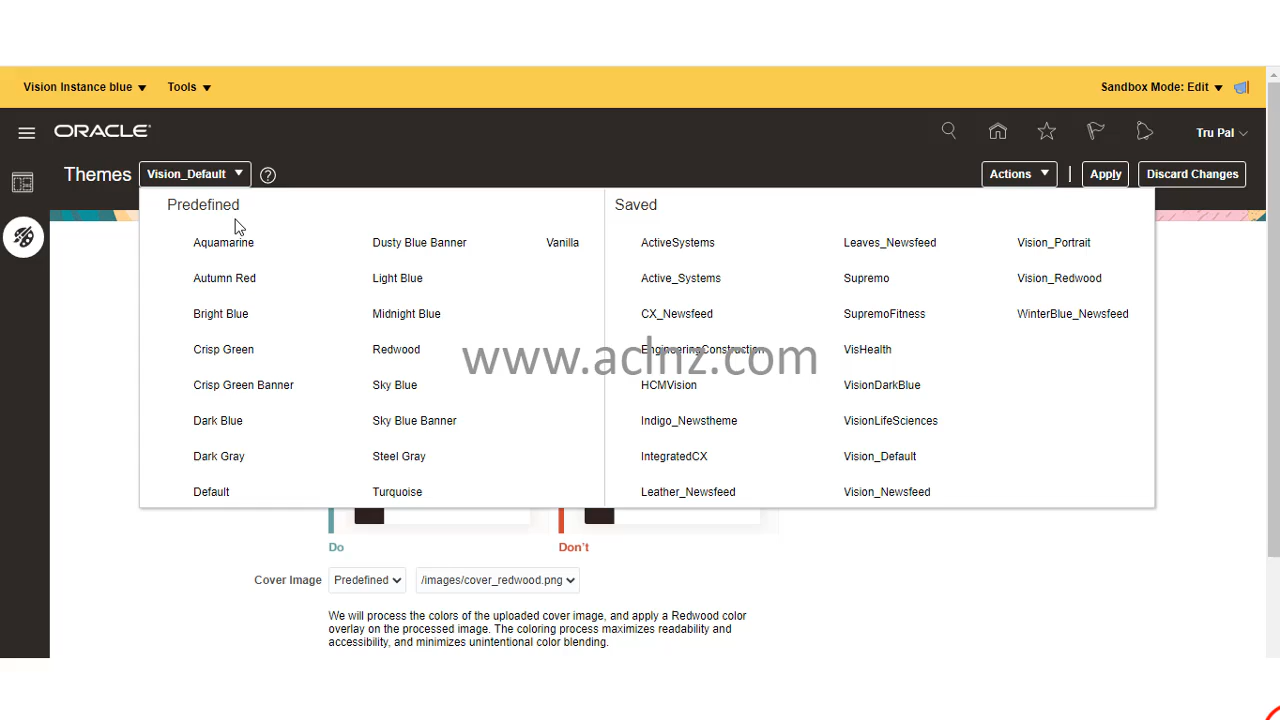 Vision Instance blue Tools Sandbox Mode: Edit
ORACLE Tru Pal
Themes Vision_Default ? Actions Apply Discard Changes
Predefined Saved
Aquamarine Dusty Blue Banner Vanilla ActiveSystems Leaves_Newsfeed Vision_Portrait
Autumn Red Light Blue Active_Systems Supremo Vision_Redwood
Bright Blue Midnight Blue CX_Newsfeed SupremoFitness WinterBlue_Newsfeed
Crisp Green Redwood EngineeringConstruction VisHealth
www.aclnz.com
Crisp Green Banner Sky Blue HCMVision VisionDarkBlue
Dark Blue Sky Blue Banner Indigo_Newstheme VisionLifeSciences
Dark Gray Steel Gray IntegratedCX Vision_Default
Default Turquoise Leather_Newsfeed Vision_Newsfeed
Do Don't
Cover Image Predefined /images/cover_redwood.png
We will process the colors of the uploaded cover image, and apply a Redwood color
overlay on the processed image. The coloring process maximizes readability and
accessibility, and minimizes unintentional color blending.